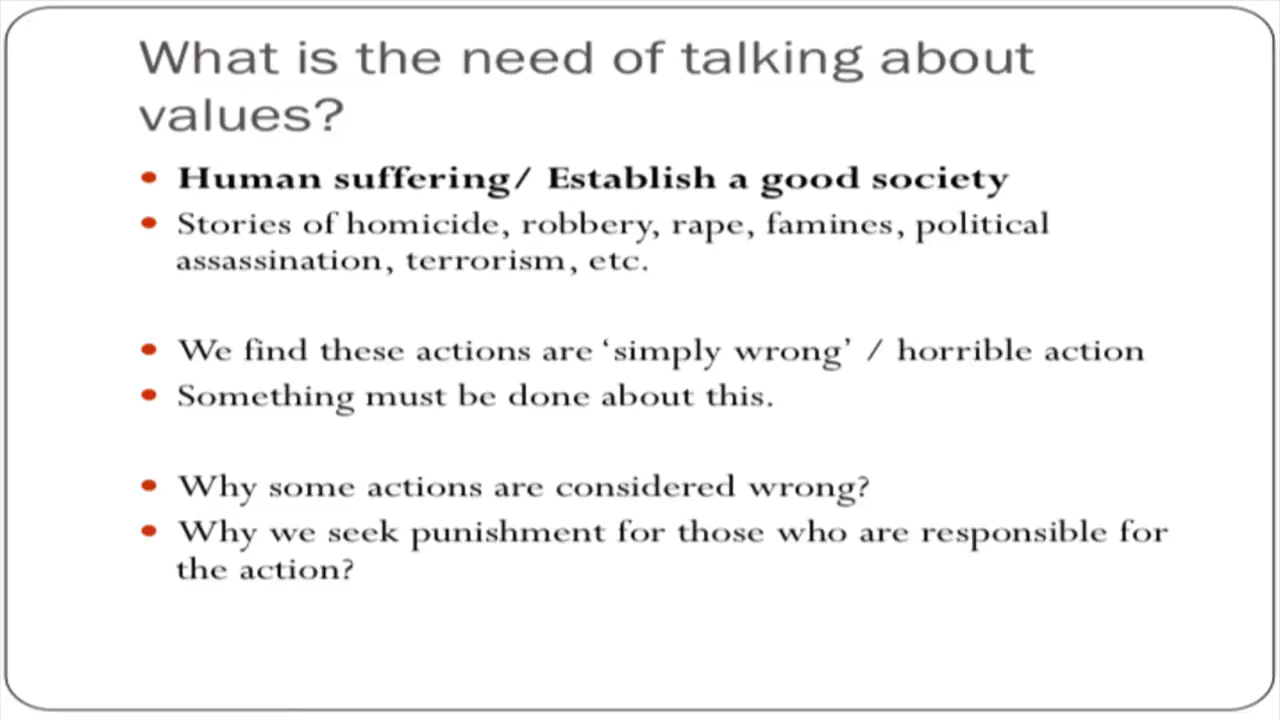 What is the need of talking about
values?
• Human suffering/ Establish a good society
• Stories of homicide, robbery, rape, famines, political
assassination, terrorism, etc.
• We find these actions are ‘simply wrong’ / horrible action
• Something must be done about this.
• Why some actions are considered wrong?
• Why we seek punishment for those who are responsible for
the action?